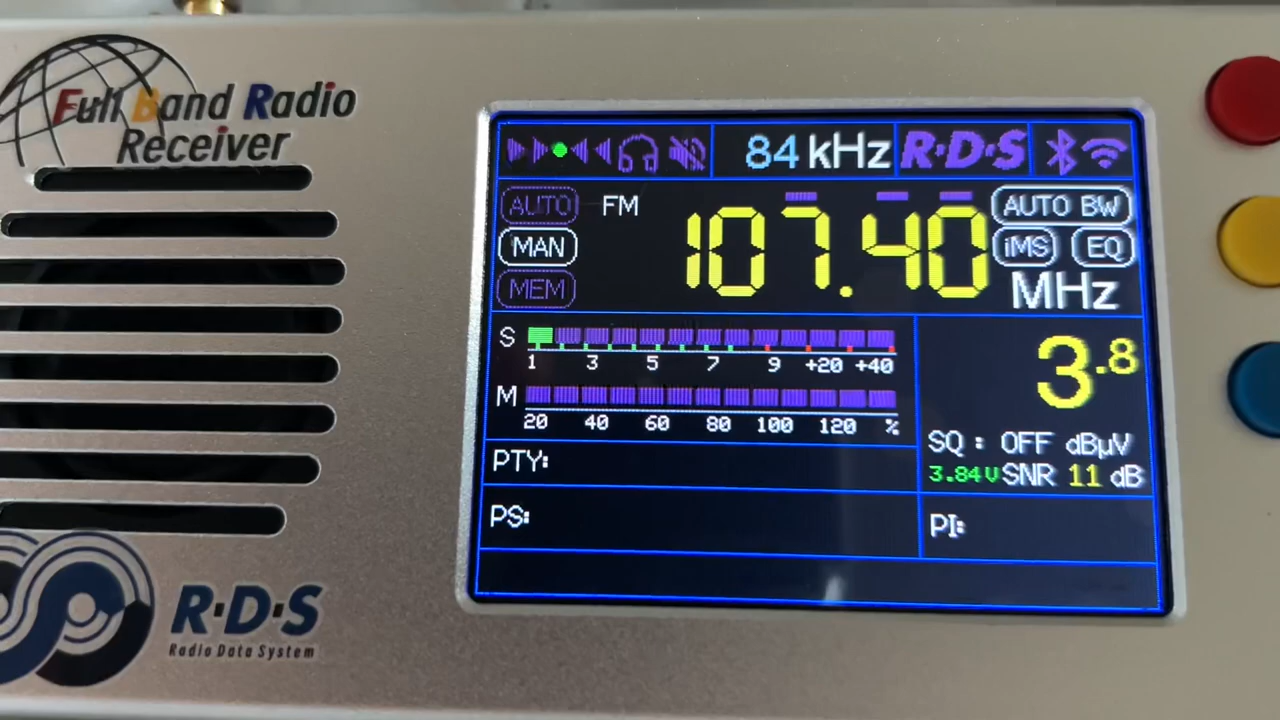 Full Band Radio
Receiver
84 kHz R·D·S
AUTO FM 107.40 AUTO BW
MAN iMS EQ
MEM MHz
S
1 3 5 7 9 +20 +40
3.8
M
20 40 60 80 100 120 %
SQ : OFF dBµV
PTY: 3.84V SNR 11 dB
PS: PI:
R·D·S
Radio Data System